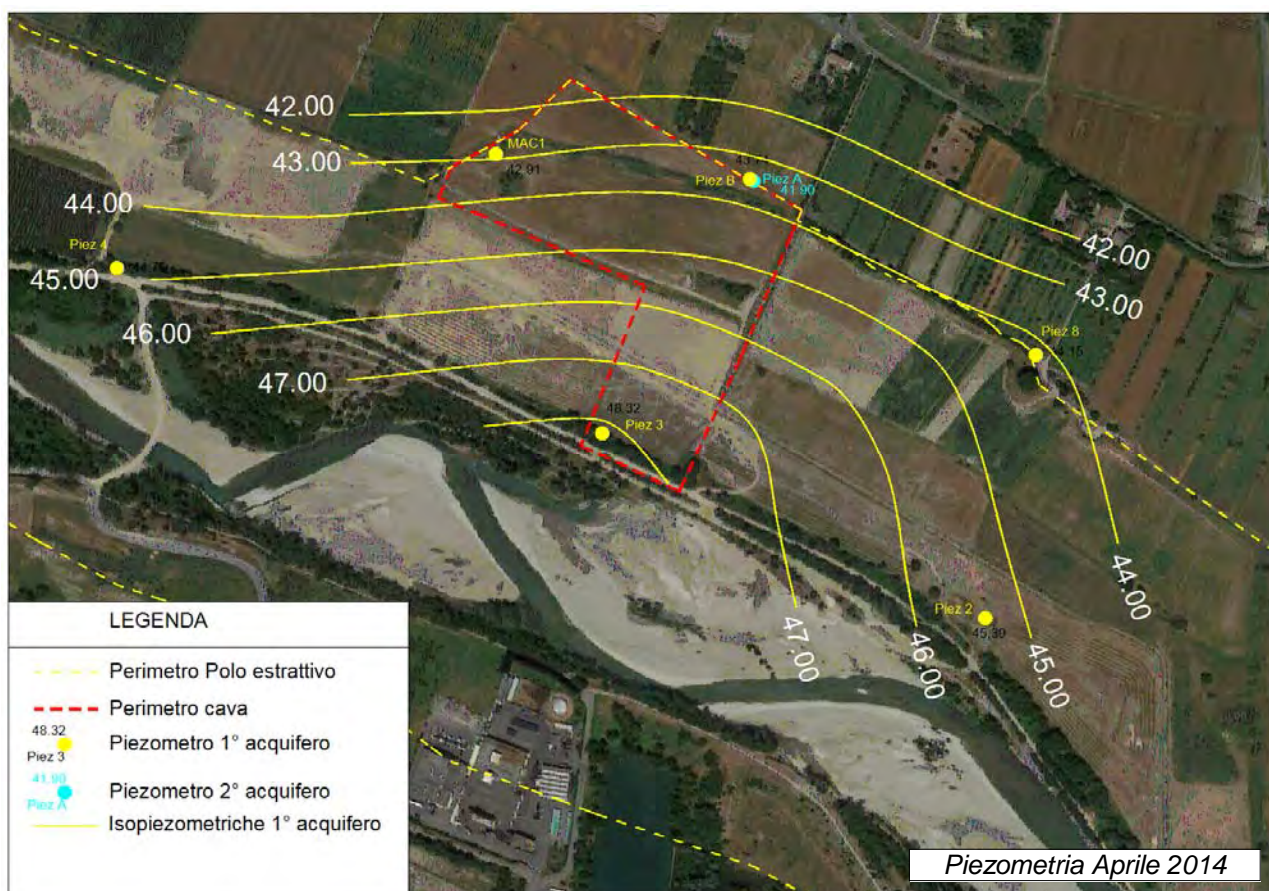 42.00
43.00
MAC1
42.91
Piez B
Piez A
41.90
44.00
Piez 4
45.00
46.00
47.00
48.32
Piez 3
42.00
43.00
Piez 8
44.00
Piez 2
45.39
47.00
46.00
45.00
LEGENDA
Perimetro Polo estrattivo
Perimetro cava
48.32
Piez 3
Piezometro 1° acquifero
41.90
Piez A
Piezometro 2° acquifero
Isopiezometriche 1° acquifero
Piezometria Aprile 2014